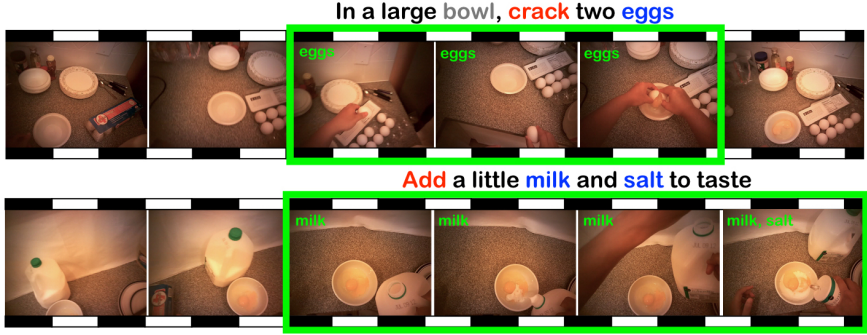 In a large bowl, crack two eggs
eggs
eggs
eggs
Add a little milk and salt to taste
milk
milk
milk
milk, salt